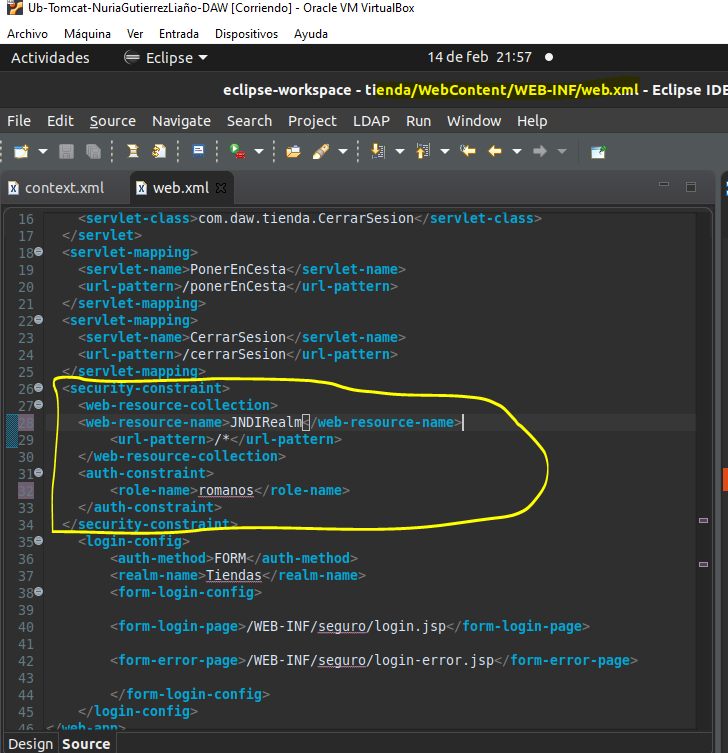 Ub-Tomcat-NuriaGutierrezLiaño-DAW [Corriendo] - Oracle VM VirtualBox
Archivo Máquina Ver Entrada Dispositivos Ayuda
Actividades Eclipse 14 de feb 21:57
eclipse-workspace - tienda/WebContent/WEB-INF/web.xml - Eclipse IDE
File Edit Source Navigate Search Project LDAP Run Window Help
context.xml web.xml
16 <servlet-class>com.daw.tienda.CerrarSesion</servlet-class>
17 </servlet>
18 <servlet-mapping>
19 <servlet-name>PonerEnCesta</servlet-name>
20 <url-pattern>/ponerEnCesta</url-pattern>
21 </servlet-mapping>
22 <servlet-mapping>
23 <servlet-name>CerrarSesion</servlet-name>
24 <url-pattern>/cerrarSesion</url-pattern>
25 </servlet-mapping>
26 <security-constraint>
27 <web-resource-collection>
28 <web-resource-name>JNDIRealm</web-resource-name>
29 <url-pattern>/*</url-pattern>
30 </web-resource-collection>
31 <auth-constraint>
32 <role-name>romanos</role-name>
33 </auth-constraint>
34 </security-constraint>
35 <login-config>
36 <auth-method>FORM</auth-method>
37 <realm-name>Tiendas</realm-name>
38 <form-login-config>
39
40 <form-login-page>/WEB-INF/seguro/login.jsp</form-login-page>
41
42 <form-error-page>/WEB-INF/seguro/login-error.jsp</form-error-page>
43
44 </form-login-config>
45 </login-config>
46 </web-app>
Design Source